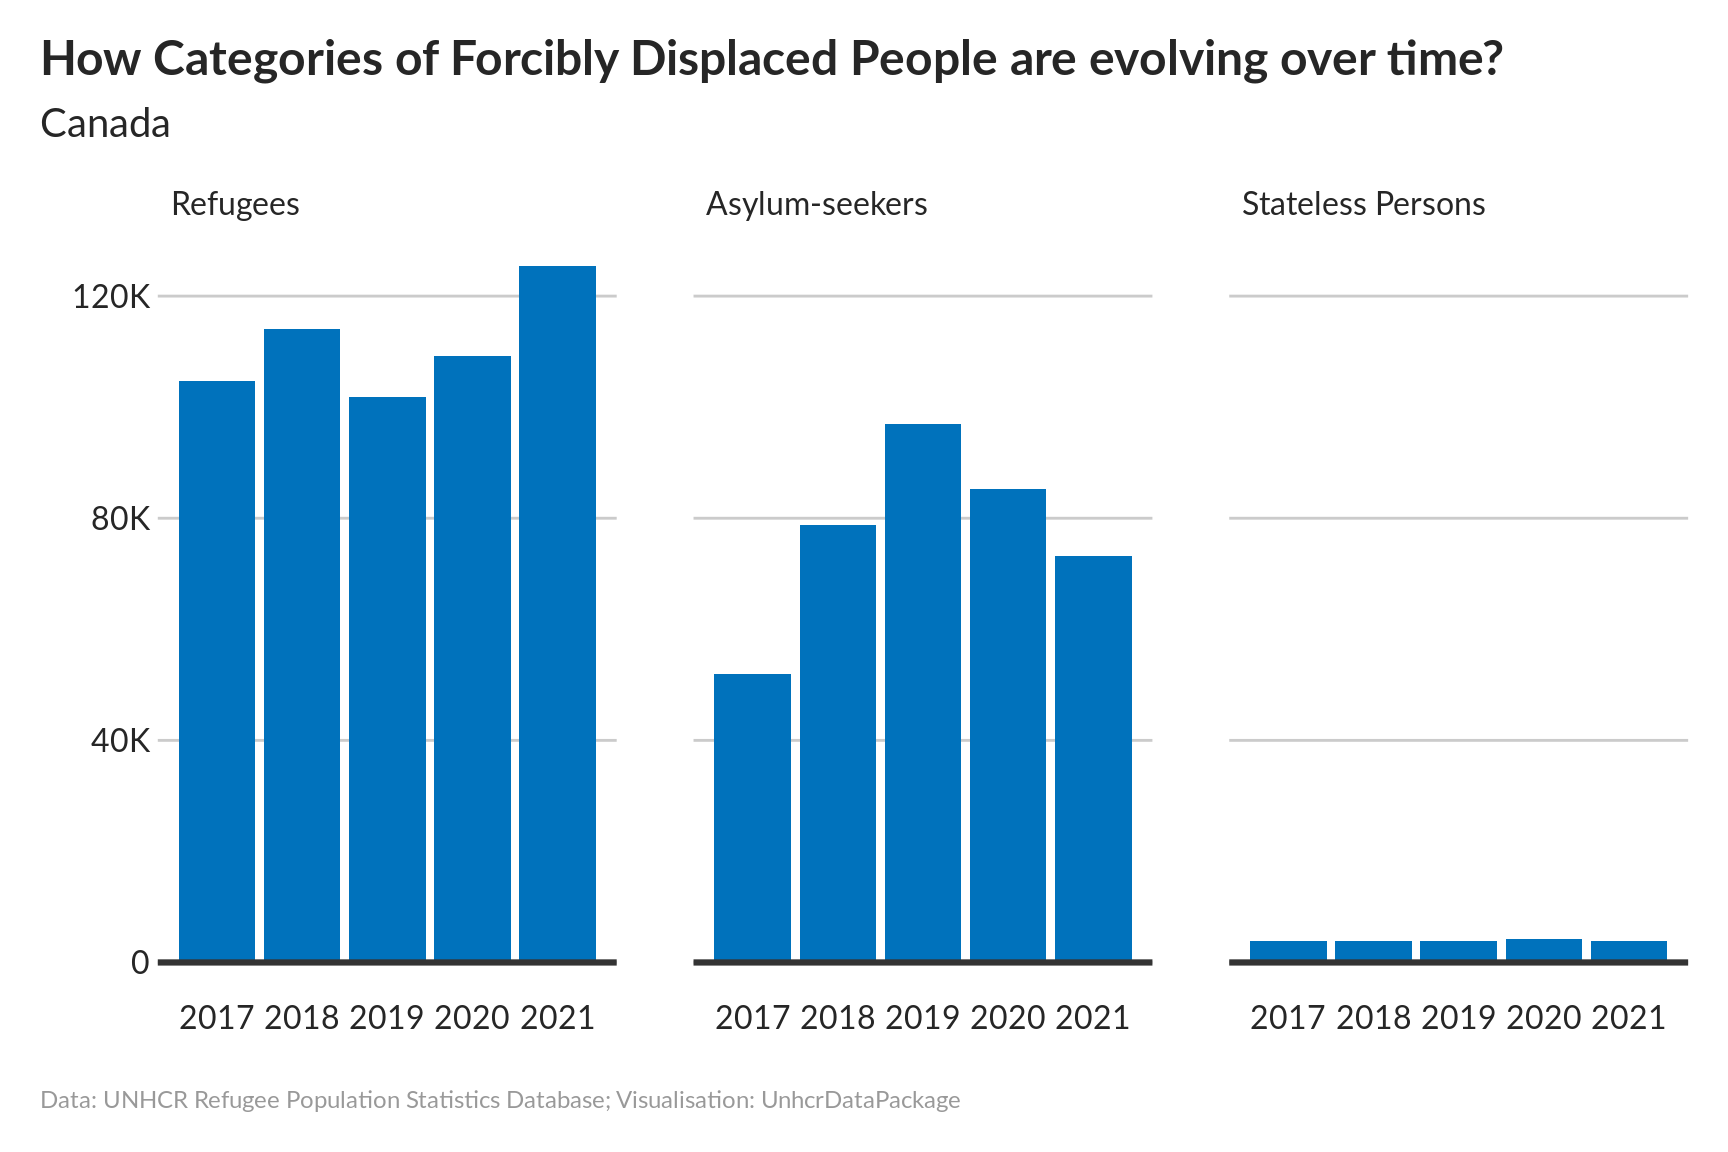 How Categories of Forcibly Displaced People are evolving over time?
Canada
Refugees
Asylum-seekers
Stateless Persons
120K
80K
40K
0
2017 2018 2019 2020 2021
2017 2018 2019 2020 2021
2017 2018 2019 2020 2021
Data: UNHCR Refugee Population Statistics Database; Visualisation: UnhcrDataPackage